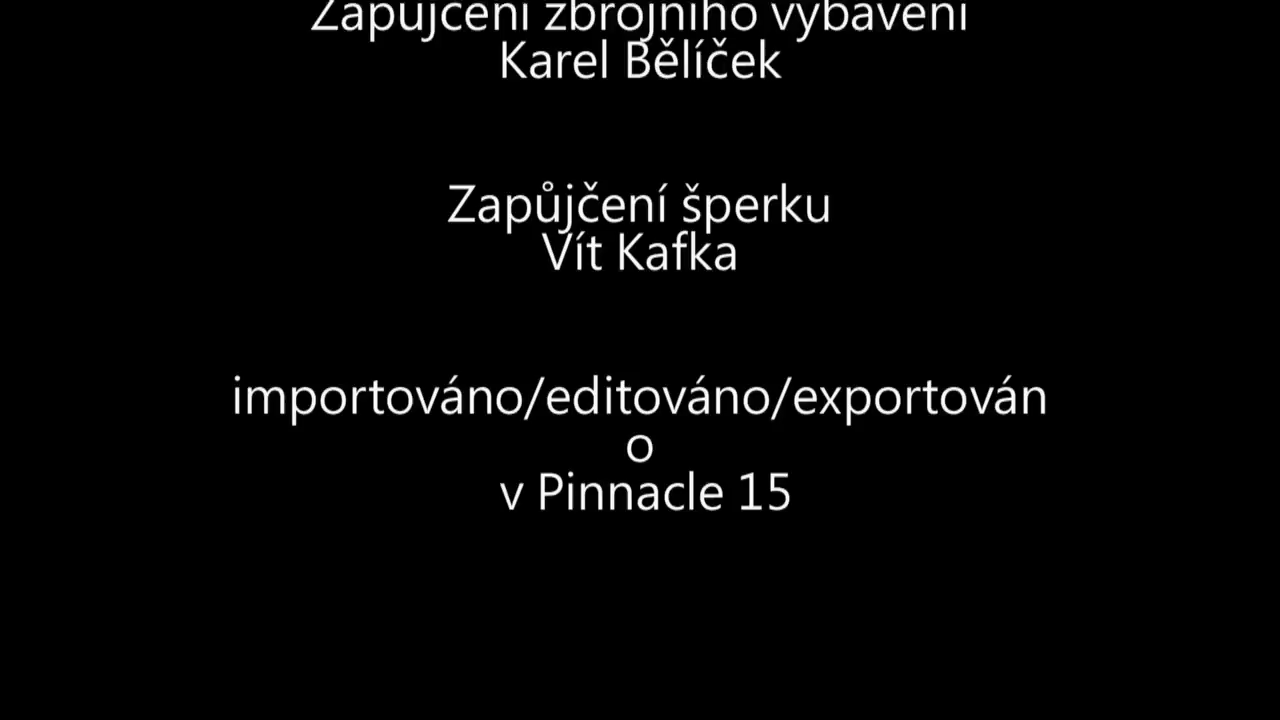 Zapůjčení zbrojního vybavení
Karel Bělíček
Zapůjčení šperku
Vít Kafka
importováno/editováno/exportován
o
v Pinnacle 15